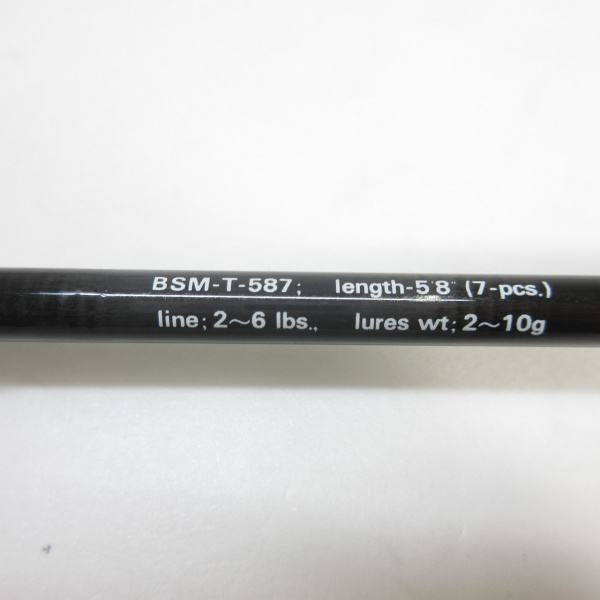 BSM-T-587; length-5'8" (7-pcs.)
line; 2~6 lbs., lures wt; 2~10g